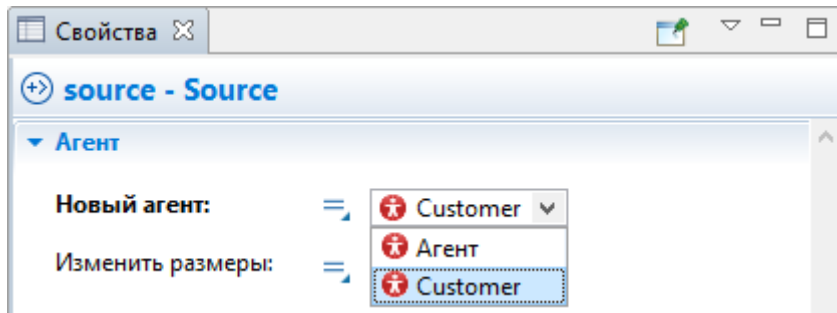 Свойства
source - Source
Агент
Новый агент: Customer
Агент
Изменить размеры:
Customer